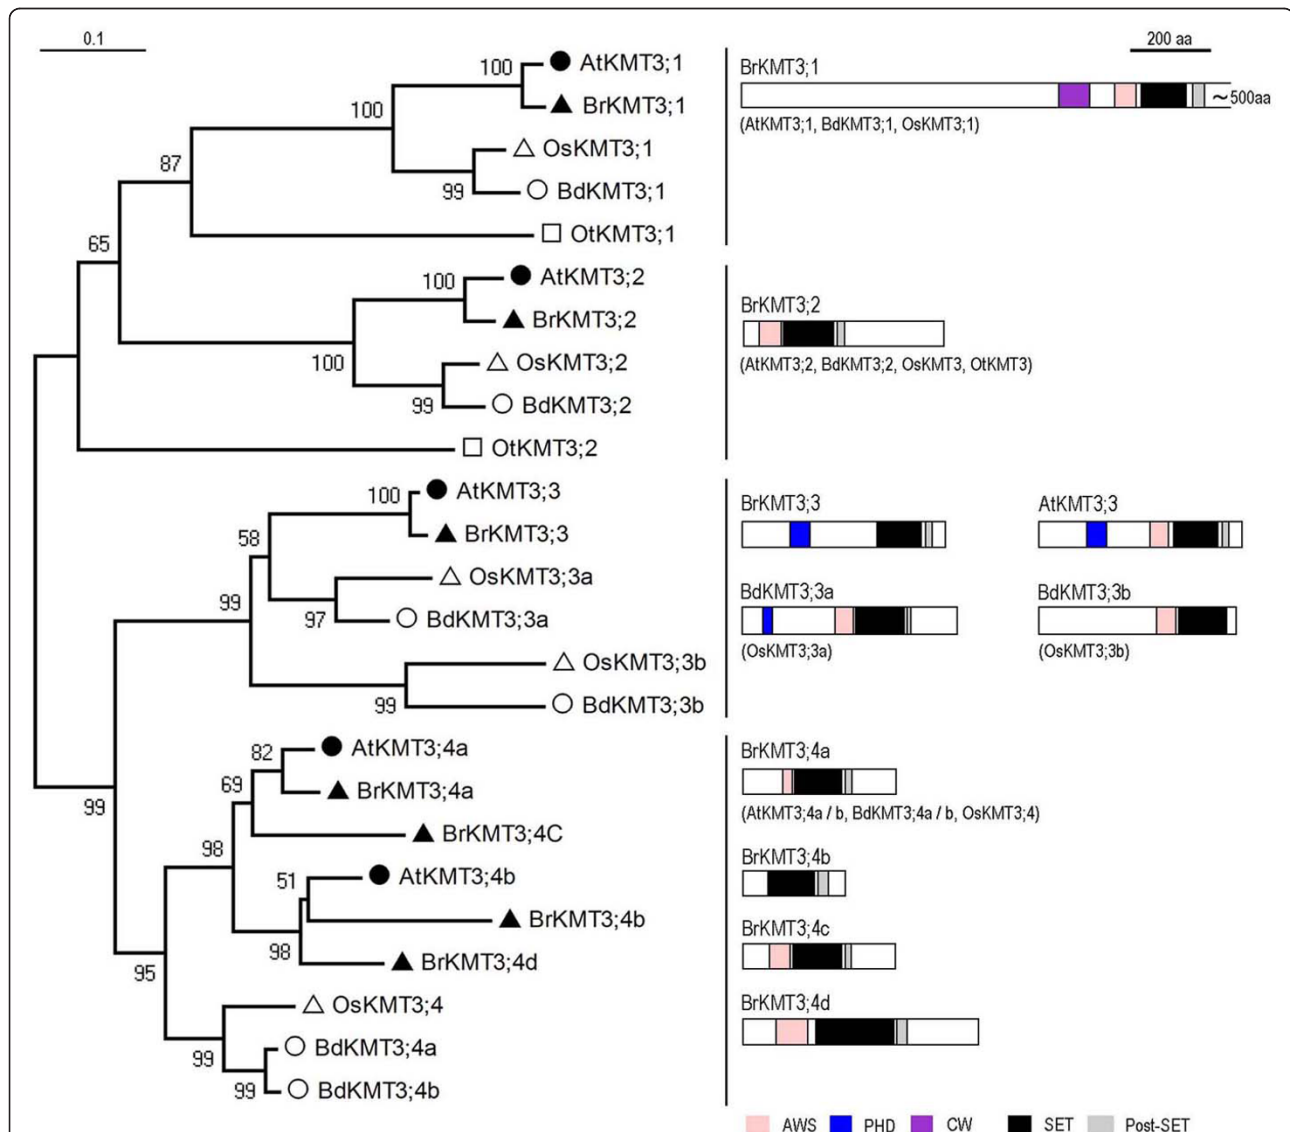 0.1
200 aa
100
AtKMT3;1
BrKMT3;1
100
BrKMT3;1
~500aa
OsKMT3;1
(AtKMT3;1, BdKMT3;1, OsKMT3;1)
87
99
BdKMT3;1
OtKMT3;1
65
100
AtKMT3;2
BrKMT3;2
BrKMT3;2
100
OsKMT3;2
(AtKMT3;2, BdKMT3;2, OsKMT3, OtKMT3)
99
BdKMT3;2
OtKMT3;2
100
AtKMT3;3
BrKMT3;3
AtKMT3;3
58
BrKMT3;3
OsKMT3;3a
BdKMT3;3a
BdKMT3;3b
99
97
BdKMT3;3a
(OsKMT3;3a)
(OsKMT3;3b)
OsKMT3;3b
99
BdKMT3;3b
82
AtKMT3;4a
BrKMT3;4a
69
BrKMT3;4a
(AtKMT3;4a / b, BdKMT3;4a / b, OsKMT3;4)
99
BrKMT3;4C
98
BrKMT3;4b
51
AtKMT3;4b
BrKMT3;4b
BrKMT3;4c
98
BrKMT3;4d
95
OsKMT3;4
BrKMT3;4d
99
BdKMT3;4a
99
BdKMT3;4b
AWS
PHD
CW
SET
Post-SET